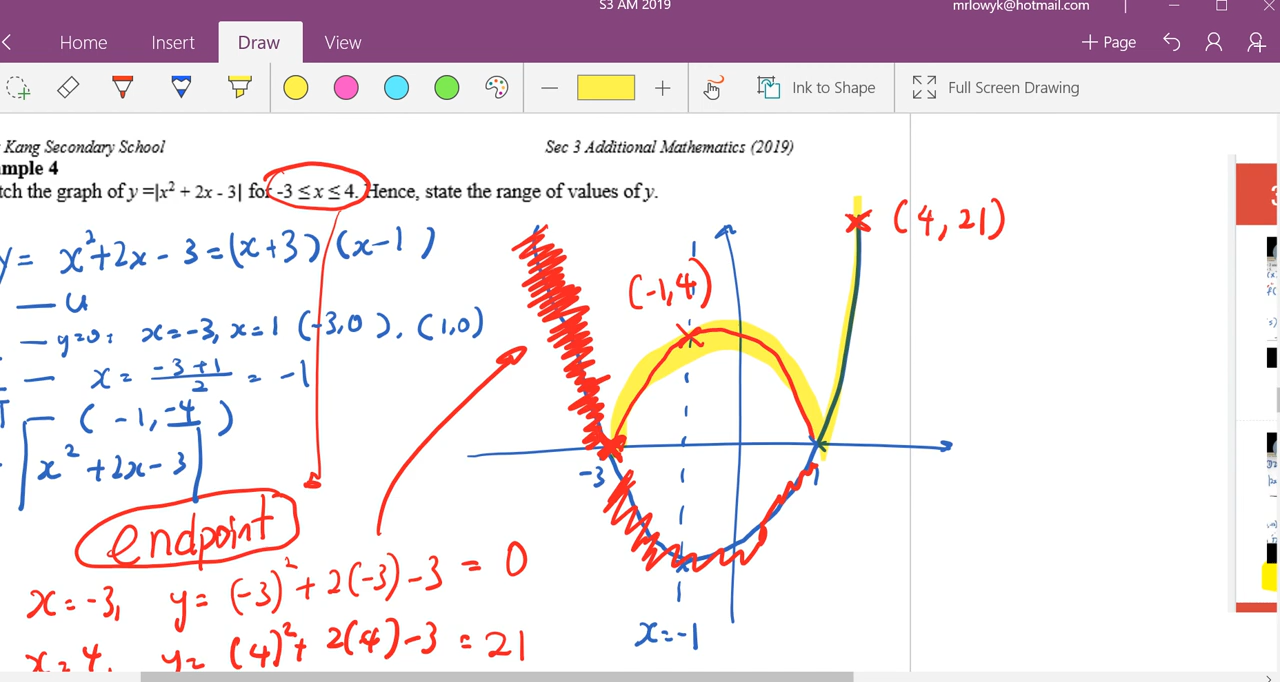 S3 AM 2019
mrlowyk@hotmail.com
Home Insert Draw View
Page
Ink to Shape
Full Screen Drawing
Kang Secondary School
Sec 3 Additional Mathematics (2019)
mple 4
tch the graph of y =|x² + 2x - 3| for -3 ≤ x ≤ 4. Hence, state the range of values of y.
y = x² + 2x - 3 = (x+3)(x-1)
— U
— y=0: x=-3, x=1 (-3,0), (1,0)
— x = \frac{-3+1}{2} = -1
(-1, -4)
|x² + 2x - 3|
endpoint
x = -3, y = (-3)² + 2(-3) - 3 = 0
x = 4, y = (4)² + 2(4) - 3 = 21
(4, 21)
(-1, 4)
-3
1
x = -1